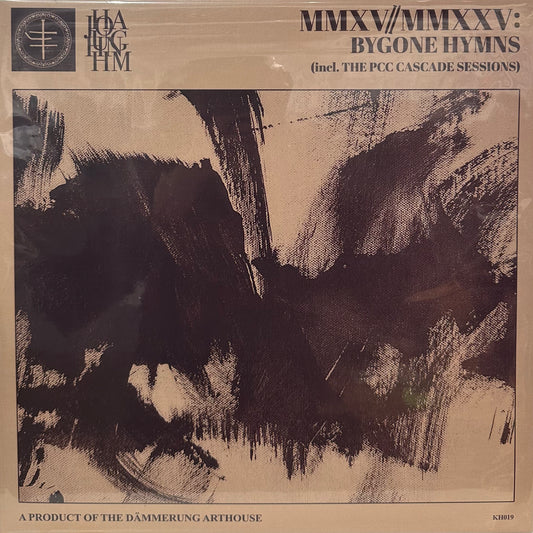 MMXV//MMXXV:
BYGONE HYMNS
(incl. THE PCC CASCADE SESSIONS)
A PRODUCT OF THE DÄMMERUNG ARTHOUSE
KH019